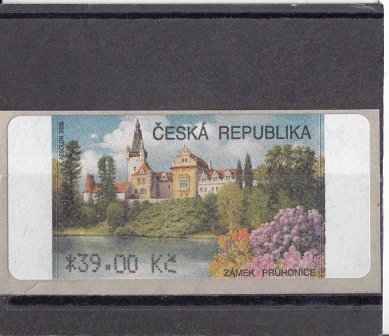 ČESKÁ REPUBLIKA
*39.00 Kč
ZÁMEK PRŮHONICE